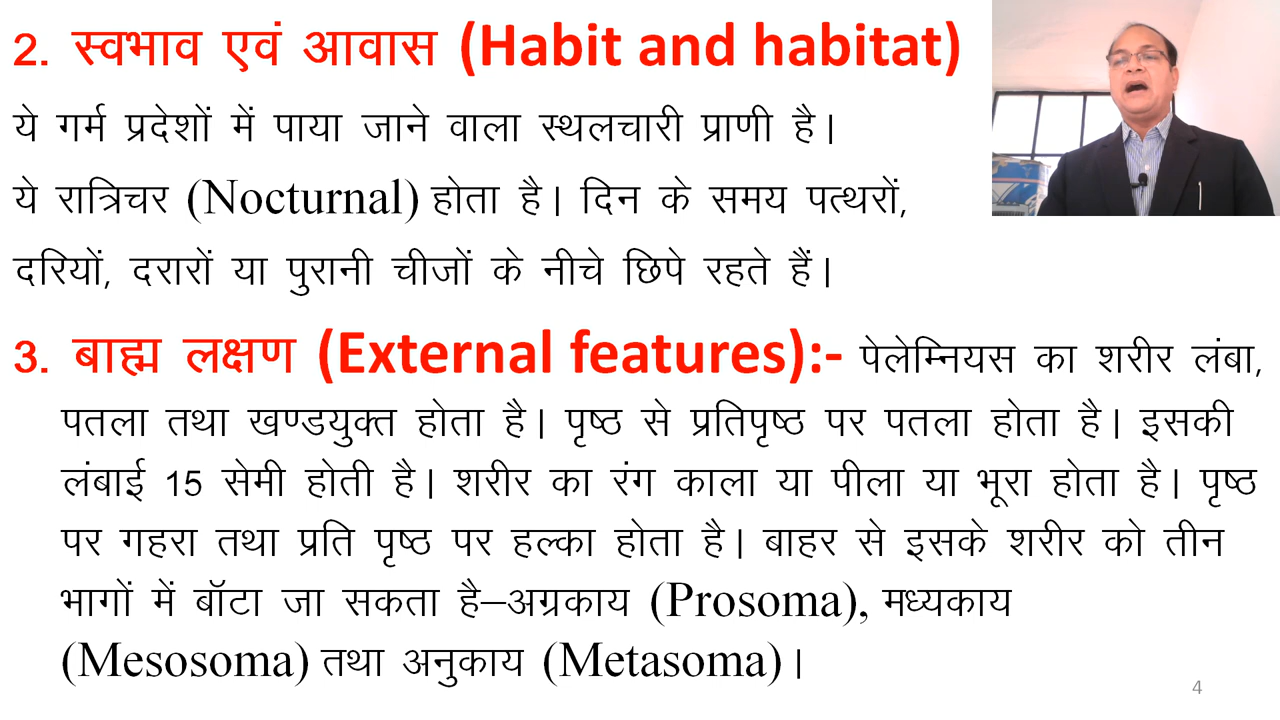 2. स्वभाव एवं आवास (Habit and habitat)
ये गर्म प्रदेशों में पाया जाने वाला स्थलचारी प्राणी है।
ये रात्रिचर (Nocturnal) होता है। दिन के समय पत्थरों,
दरियों, दरारों या पुरानी चीजों के नीचे छिपे रहते हैं।
3. बाह्म लक्षण (External features):- पेलेम्नियस का शरीर लंबा,
पतला तथा खण्डयुक्त होता है। पृष्ठ से प्रतिपृष्ठ पर पतला होता है। इसकी
लंबाई 15 सेमी होती है। शरीर का रंग काला या पीला या भूरा होता है। पृष्ठ
पर गहरा तथा प्रति पृष्ठ पर हल्का होता है। बाहर से इसके शरीर को तीन
भागों में बॉटा जा सकता है–अग्रकाय (Prosoma), मध्यकाय
(Mesosoma) तथा अनुकाय (Metasoma)।
4